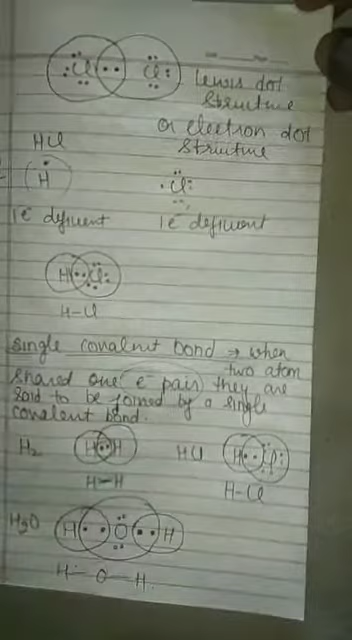 :Cl •• Cl:
Lewis dot
Structure
or electron dot
structure
HCl
H
.Cl:
1e⁻ deficient 1e⁻ deficient
H••Cl:
H-Cl
single covalent bond → when
two atom
shared one (e⁻ pair) they are
said to be joined by a single
covalent bond.
H₂ H••H HCl H••Cl:
H-H
H-Cl
H••O••H
H-O-H